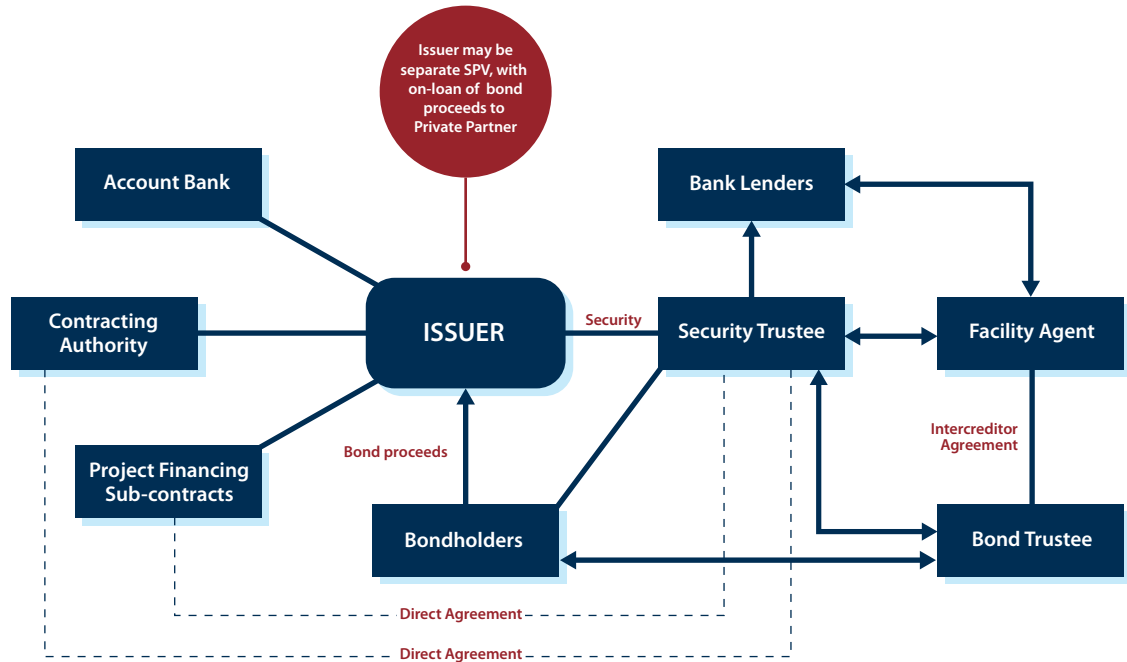 Issuer may be
separate SPV, with
on-loan of bond
proceeds to
Private Partner
Account Bank
Bank Lenders
Contracting
Authority
ISSUER
Security
Security Trustee
Facility Agent
Project Financing
Sub-contracts
Bond proceeds
Intercreditor
Agreement
Bondholders
Bond Trustee
Direct Agreement
Direct Agreement